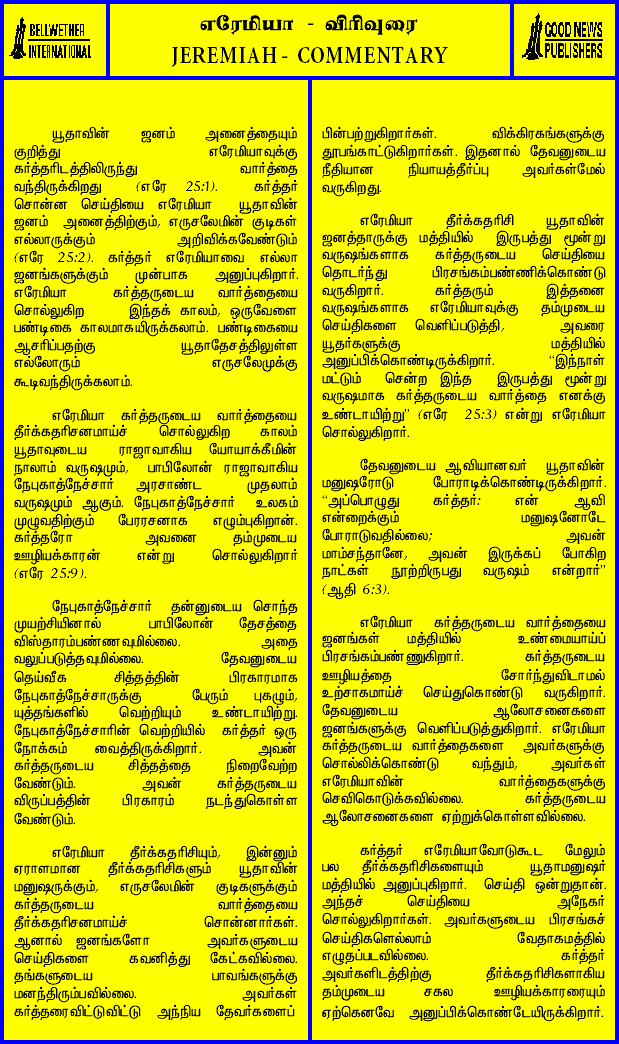 BELLWETHER
INTERNATIONAL
எரேமியா - விரிவுரை
JEREMIAH - COMMENTARY
GOOD NEWS
PUBLISHERS
யூதாவின் ஜனம் அனைத்தையும்
குறித்து எரேமியாவுக்கு
கர்த்தரிடத்திலிருந்து வார்த்தை
வந்திருக்கிறது (எரே 25:1). கர்த்தர்
சொன்ன செய்தியை எரேமியா யூதாவின்
ஜனம் அனைத்திற்கும், எருசலேமின் குடிகள்
எல்லாருக்கும் அறிவிக்கவேண்டும்
(எரே 25:2). கர்த்தர் எரேமியாவை எல்லா
ஜனங்களுக்கும் முன்பாக அனுப்புகிறார்.
எரேமியா கர்த்தருடைய வார்த்தையை
சொல்லுகிற இந்தக் காலம், ஒருவேளை
பண்டிகை காலமாகயிருக்கலாம். பண்டிகையை
ஆசரிப்பதற்கு யூதாதேசத்திலுள்ள
எல்லோரும் எருசலேமுக்கு
கூடிவந்திருக்கலாம்.
எரேமியா கர்த்தருடைய வார்த்தையை
தீர்க்கதரிசனமாய்ச் சொல்லுகிற காலம்
யூதாவுடைய ராஜாவாகிய யோயாக்கீமின்
நாலாம் வருஷமும், பாபிலோன் ராஜாவாகிய
நேபுகாத்நேச்சார் அரசாண்ட முதலாம்
வருஷமும் ஆகும். நேபுகாத்நேச்சார் உலகம்
முழுவதிற்கும் பேரரசனாக எழும்புகிறான்.
கர்த்தரோ அவனை தம்முடைய
ஊழியக்காரன் என்று சொல்லுகிறார்
(எரே 25:9).
நேபுகாத்நேச்சார் தன்னுடைய சொந்த
முயற்சியினால் பாபிலோன் தேசத்தை
விஸ்தாரம்பண்ணவுமில்லை. அதை
வலுப்படுத்தவுமில்லை. தேவனுடைய
தெய்வீக சித்தத்தின் பிரகாரமாக
நேபுகாத்நேச்சாருக்கு பேரும் புகழும்,
யுத்தங்களில் வெற்றியும் உண்டாயிற்று.
நேபுகாத்நேச்சாரின் வெற்றியில் கர்த்தர் ஒரு
நோக்கம் வைத்திருக்கிறார். அவன்
கர்த்தருடைய சித்தத்தை நிறைவேற்ற
வேண்டும். அவன் கர்த்தருடைய
விருப்பத்தின் பிரகாரம் நடந்துகொள்ள
வேண்டும்.
எரேமியா தீர்க்கதரிசியும், இன்னும்
ஏராளமான தீர்க்கதரிசிகளும் யூதாவின்
மனுஷருக்கும், எருசலேமின் குடிகளுக்கும்
கர்த்தருடைய வார்த்தையை
தீர்க்கதரிசனமாய்ச் சொன்னார்கள்.
ஆனால் ஜனங்களோ அவர்களுடைய
செய்திகளை கவனித்து கேட்கவில்லை.
தங்களுடைய பாவங்களுக்கு
மனந்திரும்பவில்லை. அவர்கள்
கர்த்தரைவிட்டுவிட்டு அந்நிய தேவர்களைப்
பின்பற்றுகிறார்கள். விக்கிரகங்களுக்கு
தூபங்காட்டுகிறார்கள். இதனால் தேவனுடைய
நீதியான நியாயத்தீர்ப்பு அவர்கள்மேல்
வருகிறது.
எரேமியா தீர்க்கதரிசி யூதாவின்
ஜனத்தாருக்கு மத்தியில் இருபத்து மூன்று
வருஷங்களாக கர்த்தருடைய செய்தியை
தொடர்ந்து பிரசங்கம்பண்ணிக்கொண்டு
வருகிறார். கர்த்தரும் இத்தனை
வருஷங்களாக எரேமியாவுக்கு தம்முடைய
செய்திகளை வெளிப்படுத்தி, அவரை
யூதர்களுக்கு மத்தியில்
அனுப்பிக்கொண்டிருக்கிறார். “இந்நாள்
மட்டும் சென்ற இந்த இருபத்து மூன்று
வருஷமாக கர்த்தருடைய வார்த்தை எனக்கு
உண்டாயிற்று” (எரே 25:3) என்று எரேமியா
சொல்லுகிறார்.
தேவனுடைய ஆவியானவர் யூதாவின்
மனுஷரோடு போராடிக்கொண்டிருக்கிறார்.
“அப்பொழுது கர்த்தர்: என் ஆவி
என்றைக்கும் மனுஷனோடே
போராடுவதில்லை; அவன்
மாம்சந்தானே, அவன் இருக்கப் போகிற
நாட்கள் நூற்றிருபது வருஷம் என்றார்”
(ஆதி 6:3).
எரேமியா கர்த்தருடைய வார்த்தையை
ஜனங்கள் மத்தியில் உண்மையாய்ப்
பிரசங்கம்பண்ணுகிறார். கர்த்தருடைய
ஊழியத்தை சோர்ந்துவிடாமல்
உற்சாகமாய்ச் செய்துகொண்டு வருகிறார்.
தேவனுடைய ஆலோசனைகளை
ஜனங்களுக்கு வெளிப்படுத்துகிறார். எரேமியா
கர்த்தருடைய வார்த்தைகளை அவர்களுக்கு
சொல்லிக்கொண்டு வந்தும், அவர்கள்
எரேமியாவின் வார்த்தைகளுக்கு
செவிகொடுக்கவில்லை. கர்த்தருடைய
ஆலோசனைகளை ஏற்றுக்கொள்ளவில்லை.
கர்த்தர் எரேமியாவோடுகூட மேலும்
பல தீர்க்கதரிசிகளையும் யூதாமனுஷர்
மத்தியில் அனுப்புகிறார். செய்தி ஒன்றுதான்.
அந்தச் செய்தியை அநேகர்
சொல்லுகிறார்கள். அவர்களுடைய பிரசங்கச்
செய்திகளெல்லாம் வேதாகமத்தில்
எழுதப்படவில்லை. கர்த்தர்
அவர்களிடத்திற்கு தீர்க்கதரிசிகளாகிய
தம்முடைய சகல ஊழியக்காரரையும்
ஏற்கெனவே அனுப்பிக்கொண்டேயிருக்கிறார்.